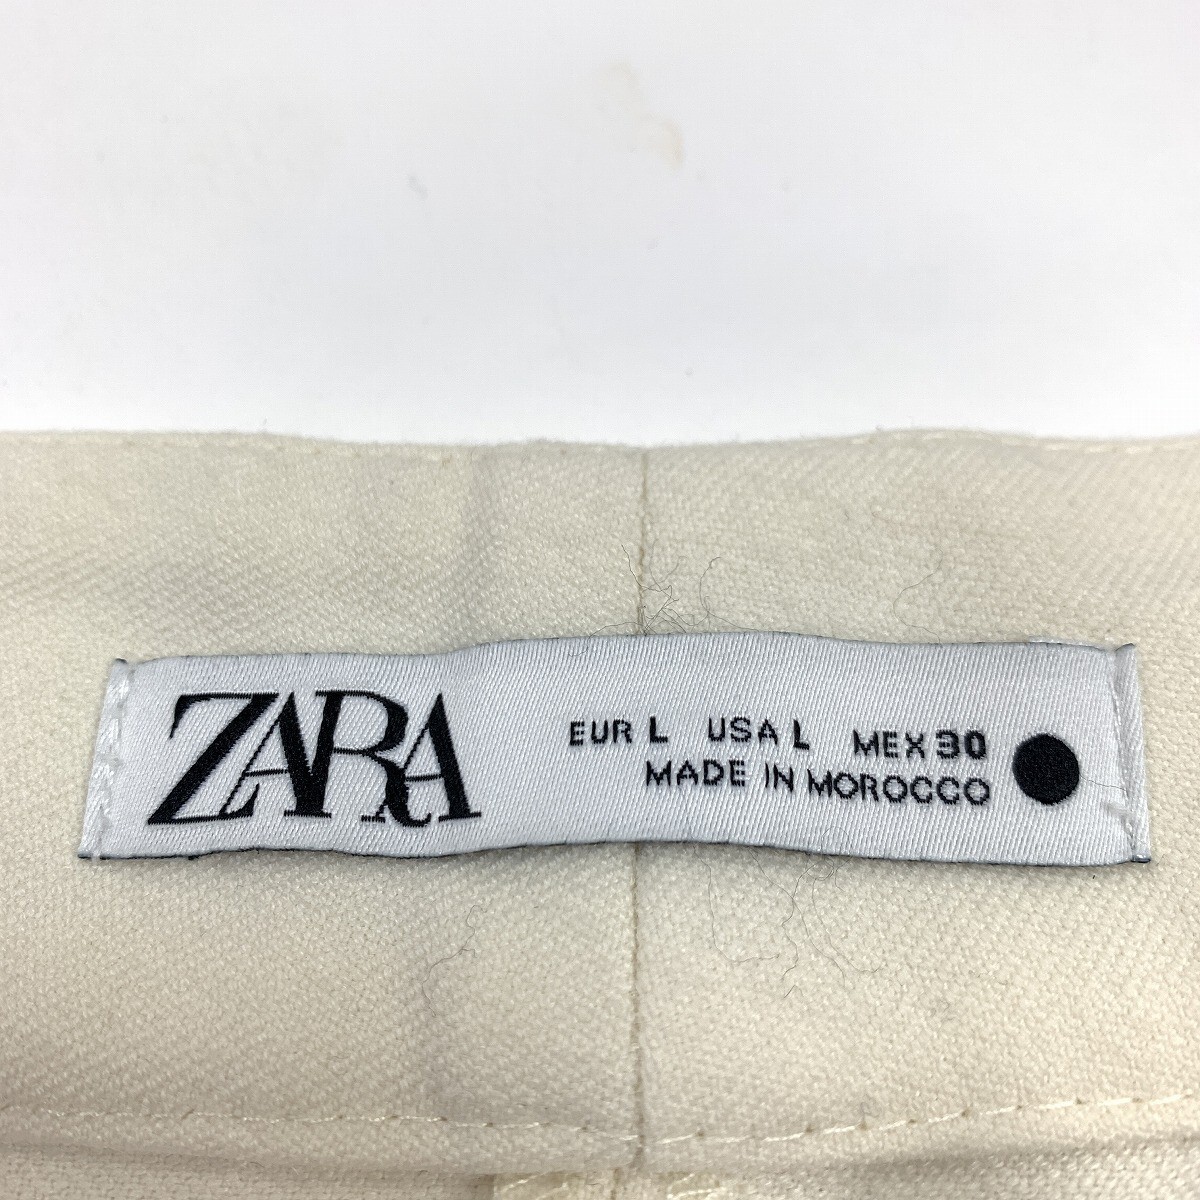 ZARA
EUR L USA L MEX 30
MADE IN MOROCCO